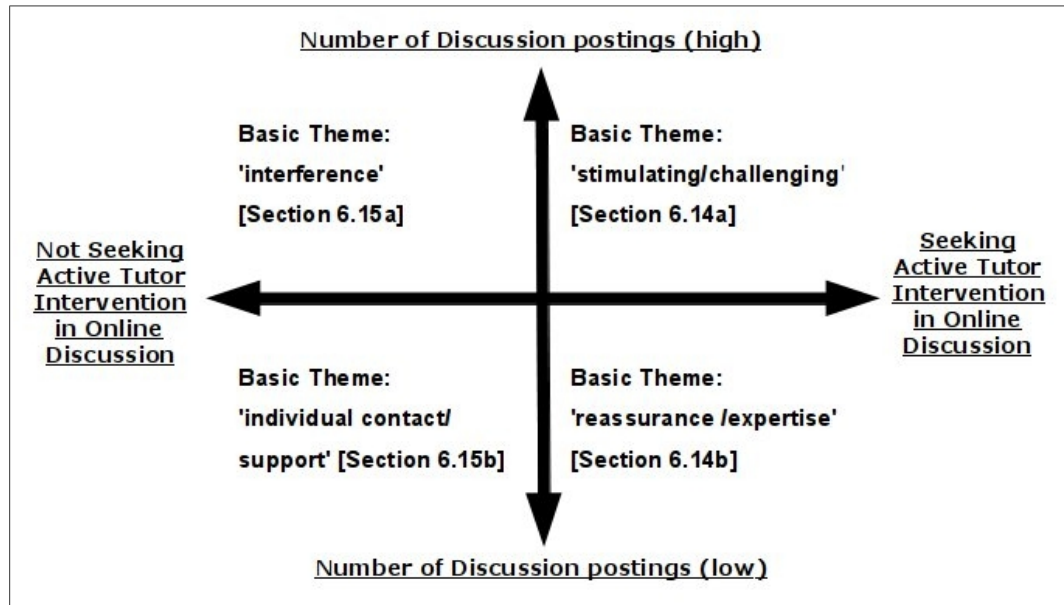 Number of Discussion postings (high)
Basic Theme:
'interference'
[Section 6.15a]
Basic Theme:
'stimulating/challenging'
[Section 6.14a]
Not Seeking
Active Tutor
Intervention
in Online
Discussion
Seeking
Active Tutor
Intervention
in Online
Discussion
Basic Theme:
'individual contact/
support' [Section 6.15b]
Basic Theme:
'reassurance /expertise'
[Section 6.14b]
Number of Discussion postings (low)